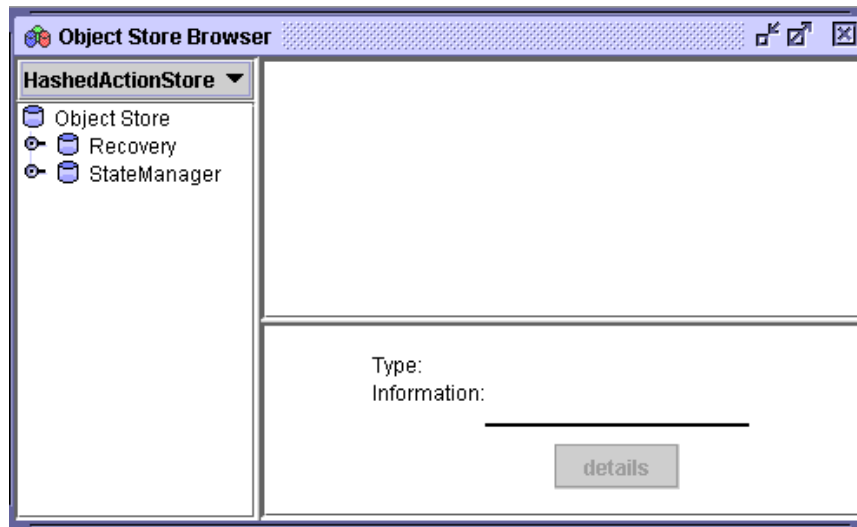 Object Store Browser
HashedActionStore
Object Store
Recovery
StateManager
Type:
Information:
details